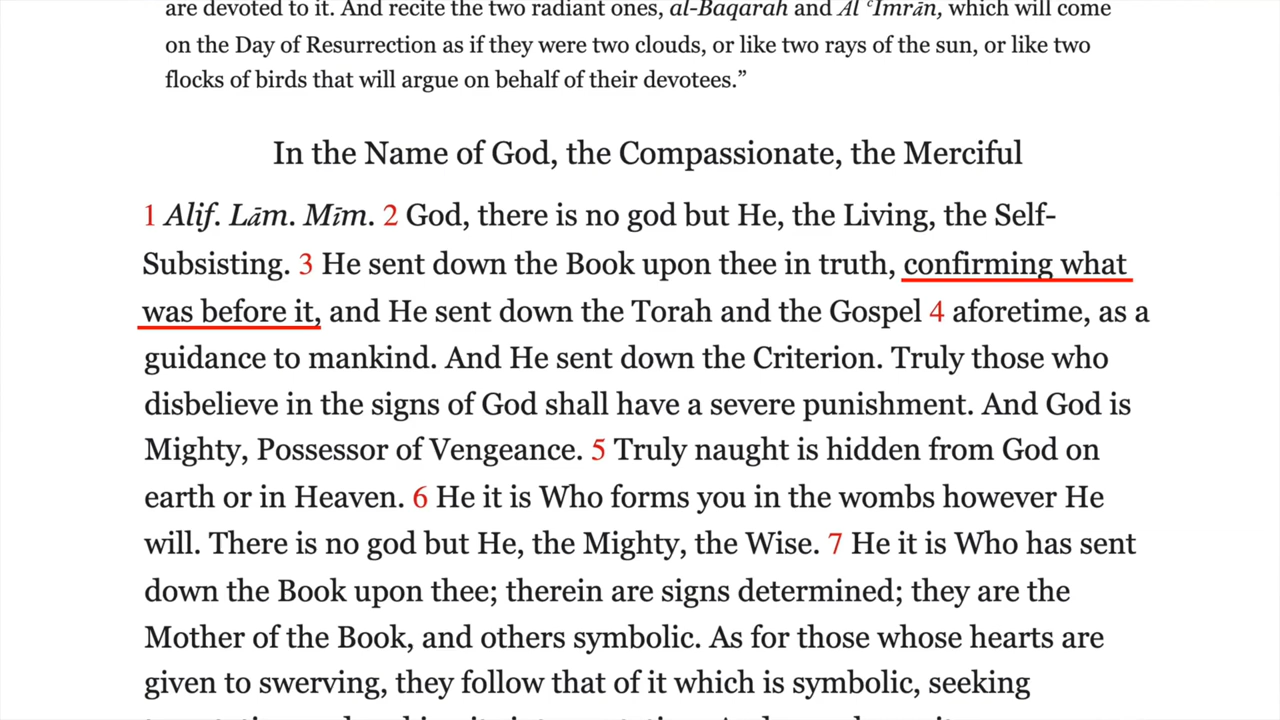 are devoted to it. And recite the two radiant ones, al-Baqarah and Āl ʿImrān, which will come
on the Day of Resurrection as if they were two clouds, or like two rays of the sun, or like two
flocks of birds that will argue on behalf of their devotees.”
In the Name of God, the Compassionate, the Merciful
1 Alif. Lām. Mīm. 2 God, there is no god but He, the Living, the Self-
Subsisting. 3 He sent down the Book upon thee in truth, confirming what
was before it, and He sent down the Torah and the Gospel 4 aforetime, as a
guidance to mankind. And He sent down the Criterion. Truly those who
disbelieve in the signs of God shall have a severe punishment. And God is
Mighty, Possessor of Vengeance. 5 Truly naught is hidden from God on
earth or in Heaven. 6 He it is Who forms you in the wombs however He
will. There is no god but He, the Mighty, the Wise. 7 He it is Who has sent
down the Book upon thee; therein are signs determined; they are the
Mother of the Book, and others symbolic. As for those whose hearts are
given to swerving, they follow that of it which is symbolic, seeking